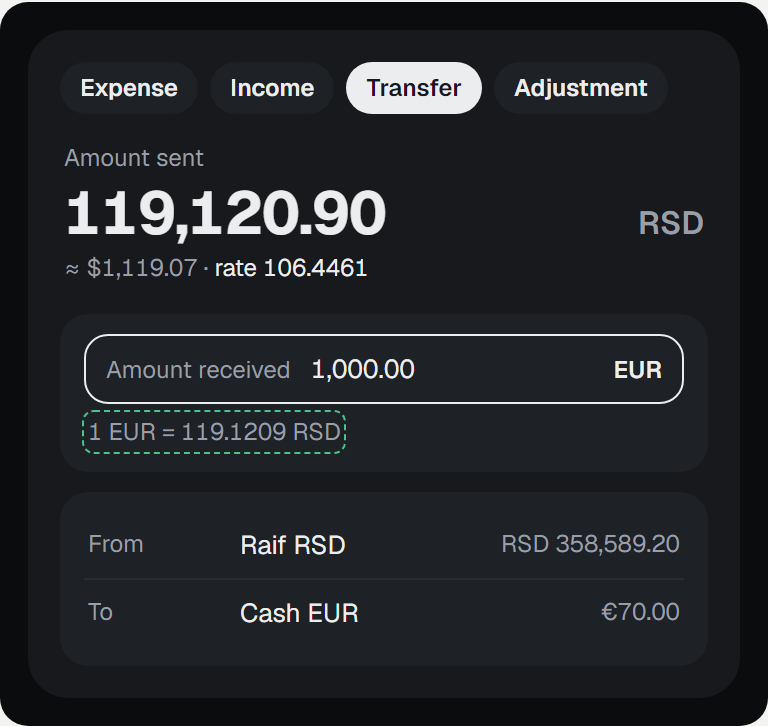 Expense Income Transfer Adjustment
Amount sent
119,120.90 RSD
≈ $1,119.07 · rate 106.4461
Amount received 1,000.00 EUR
1 EUR = 119.1209 RSD
From Raif RSD RSD 358,589.20
To Cash EUR €70.00